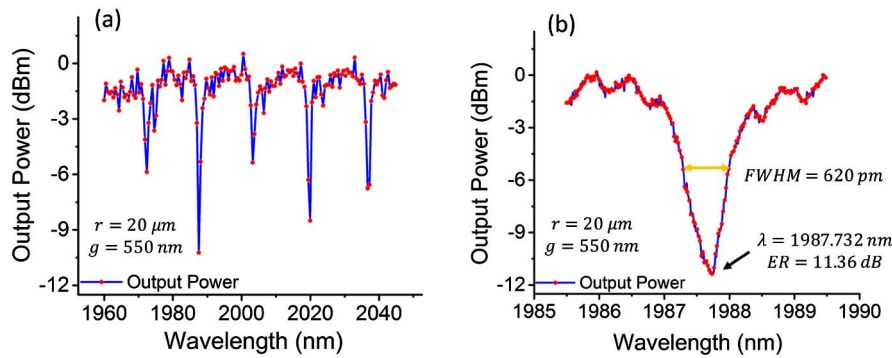 (a)
Output Power (dBm)
0
-3
-6
-9
-12
r = 20 μm
g = 550 nm
Output Power
1960 1980 2000 2020 2040
Wavelength (nm)
(b)
Output Power (dBm)
0
-3
-6
-9
-12
FWHM = 620 pm
r = 20 μm
g = 550 nm
λ = 1987.732 nm
ER = 11.36 dB
Output Power
1985 1986 1987 1988 1989 1990
Wavelength (nm)